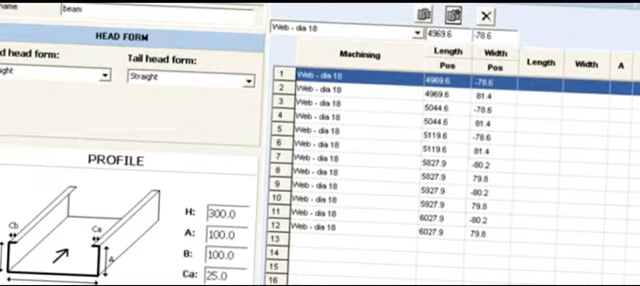 name beam
HEAD FORM
d head form: Tail head form:
ight Straight
PROFILE
Cb Ca
A
H: 300.0
A: 100.0
B: 100.0
Ca: 25.0
Web - dia 18 4969.6 -78.6
Machining Length Width Length Width A
Pos Pos
1 Web - dia 18 4969.6 -78.6
2 Web - dia 18 4969.6 81.4
3 Web - dia 18 5044.6 -78.6
4 Web - dia 18 5044.6 81.4
5 Web - dia 18 5119.6 -78.6
6 Web - dia 18 5119.6 81.4
7 Web - dia 18 5827.9 -80.2
8 Web - dia 18 5827.9 79.8
9 Web - dia 18 5927.9 -80.2
10 Web - dia 18 5927.9 79.8
11 Web - dia 18 6027.9 -80.2
12 Web - dia 18 6027.9 79.8
13
14
15
16